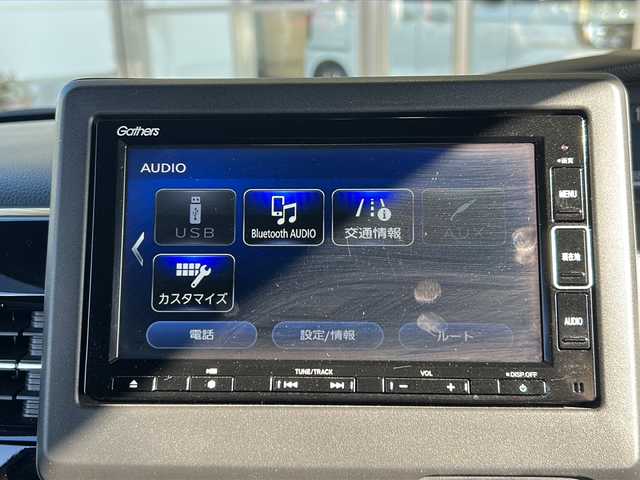 Gathers
AUDIO
USB
Bluetooth AUDIO
交通情報
AUX
カスタマイズ
電話
設定/情報
ルート
MENU
現在地
AUDIO
TUNE/TRACK
VOL
DISP.OFF